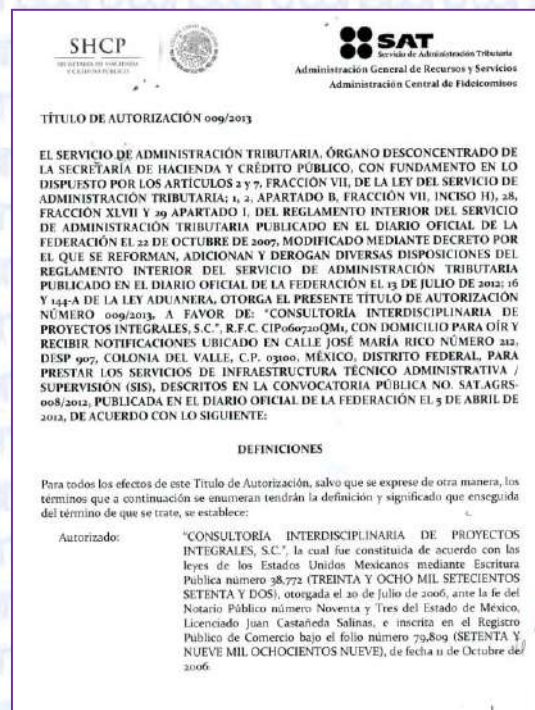 SHCP
SECRETARÍA DE HACIENDA
Y CRÉDITO PÚBLICO
SAT
Servicio de Administración Tributaria
Administración General de Recursos y Servicios
Administración Central de Fideicomisos
TÍTULO DE AUTORIZACIÓN 009/2013
EL SERVICIO DE ADMINISTRACIÓN TRIBUTARIA, ÓRGANO DESCONCENTRADO DE
LA SECRETARÍA DE HACIENDA Y CRÉDITO PÚBLICO, CON FUNDAMENTO EN LO
DISPUESTO POR LOS ARTÍCULOS 2 y 7, FRACCIÓN VII, DE LA LEY DEL SERVICIO DE
ADMINISTRACIÓN TRIBUTARIA; 1, 2, APARTADO B, FRACCIÓN VII, INCISO H), 28,
FRACCIÓN XLVII Y 29 APARTADO I, DEL REGLAMENTO INTERIOR DEL SERVICIO
DE ADMINISTRACIÓN TRIBUTARIA PUBLICADO EN EL DIARIO OFICIAL DE LA
FEDERACIÓN EL 22 DE OCTUBRE DE 2007, MODIFICADO MEDIANTE DECRETO POR
EL QUE SE REFORMAN, ADICIONAN Y DEROGAN DIVERSAS DISPOSICIONES DEL
REGLAMENTO INTERIOR DEL SERVICIO DE ADMINISTRACIÓN TRIBUTARIA
PUBLICADO EN EL DIARIO OFICIAL DE LA FEDERACIÓN EL 13 DE JULIO DE 2012; 16
Y 144-A DE LA LEY ADUANERA, OTORGA EL PRESENTE TÍTULO DE AUTORIZACIÓN
NÚMERO 009/2013, A FAVOR DE: "CONSULTORÍA INTERDISCIPLINARIA DE
PROYECTOS INTEGRALES, S.C.", R.F.C. CIP060720QM1, CON DOMICILIO PARA OÍR Y
RECIBIR NOTIFICACIONES UBICADO EN CALLE JOSÉ MARÍA RICO NÚMERO 212,
DESP 907, COLONIA DEL VALLE, C.P. 03100, MÉXICO, DISTRITO FEDERAL, PARA
PRESTAR LOS SERVICIOS DE INFRAESTRUCTURA TÉCNICO ADMINISTRATIVA /
SUPERVISIÓN (SIS), DESCRITOS EN LA CONVOCATORIA PÚBLICA NO. SAT.AGRS-
008/2012, PUBLICADA EN EL DIARIO OFICIAL DE LA FEDERACIÓN EL 5 DE ABRIL DE
2012, DE ACUERDO CON LO SIGUIENTE:
DEFINICIONES
Para todos los efectos de este Título de Autorización, salvo que se exprese de otra manera, los
términos que a continuación se enumeran tendrán la definición y significado que enseguida
del término de que se trate, se establece:
Autorizado: "CONSULTORÍA INTERDISCIPLINARIA DE PROYECTOS
INTEGRALES, S.C.", la cual fue constituida de acuerdo con las
leyes de los Estados Unidos Mexicanos mediante Escritura
Pública número 38,772 (TREINTA Y OCHO MIL SETECIENTOS
SETENTA Y DOS), otorgada el 20 de Julio de 2006, ante la fe del
Notario Público número Noventa y Tres del Estado de México,
Licenciado Juan Castañeda Salinas, e inscrita en el Registro
Público de Comercio bajo el folio número 79,809 (SETENTA Y
NUEVE MIL OCHOCIENTOS NUEVE), de fecha 11 de Octubre de
2006.